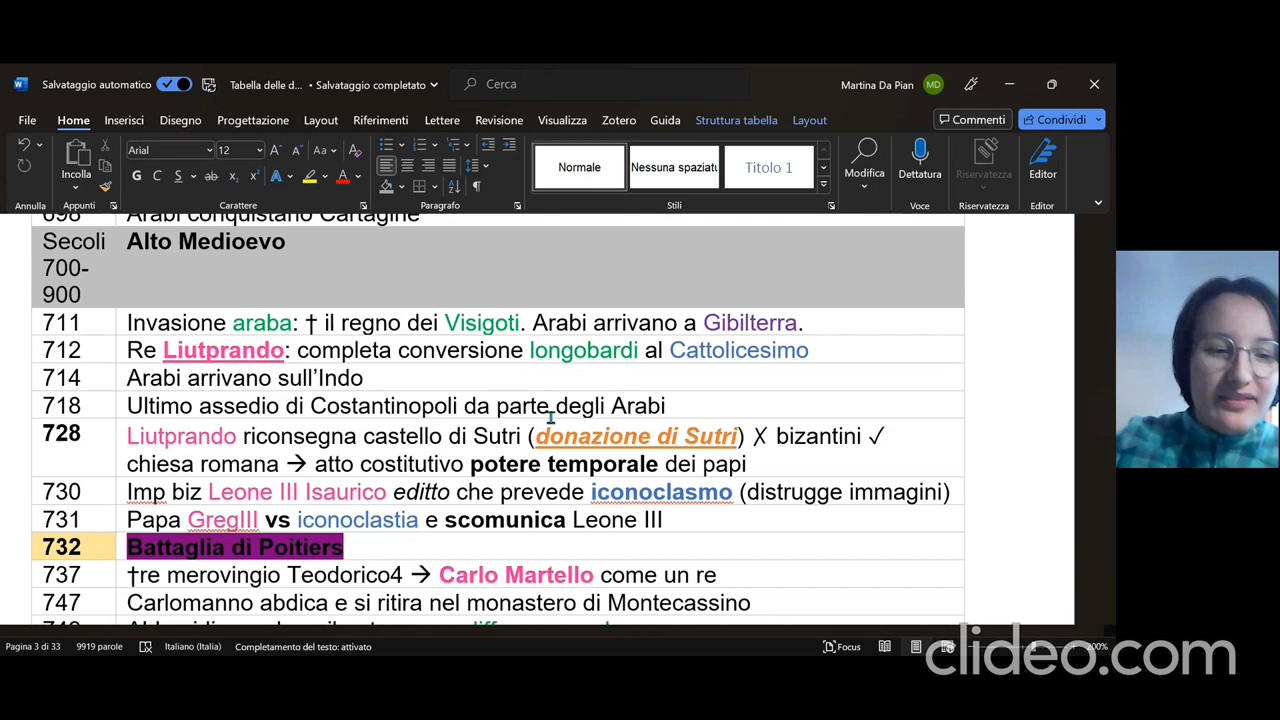 Salvataggio automatico
Tabella delle d... • Salvataggio completato
Cerca
Martina Da Pian
MD
File Home Inserisci Disegno Progettazione Layout Riferimenti Lettere Revisione Visualizza Zotero Guida Struttura tabella Layout
Commenti
Condividi
Arial
12
Aa
Incolla
G C S ab x₂ x² A A
Normale
Nessuna spaziatu
Titolo 1
Modifica
Dettatura
Riservatezza
Editor
Annulla
Appunti
Carattere
Paragrafo
Stili
Voce
Riservatezza
Editor
698 Arabi conquistano Cartagine
Secoli 700-900 Alto Medioevo
711 Invasione araba: † il regno dei Visigoti. Arabi arrivano a Gibilterra.
712 Re Liutprando: completa conversione longobardi al Cattolicesimo
714 Arabi arrivano sull’Indo
718 Ultimo assedio di Costantinopoli da parte degli Arabi
728 Liutprando riconsegna castello di Sutri (donazione di Sutri) ✗ bizantini ✓
chiesa romana → atto costitutivo potere temporale dei papi
730 Imp biz Leone III Isaurico editto che prevede iconoclasmo (distrugge immagini)
731 Papa GregIII vs iconoclastia e scomunica Leone III
732 Battaglia di Poitiers
737 †re merovingio Teodorico4 → Carlo Martello come un re
747 Carlomanno abdica e si ritira nel monastero di Montecassino
Pagina 3 di 33
9919 parole
Italiano (Italia)
Completamento del testo: attivato
Focus
200%
clideo.com